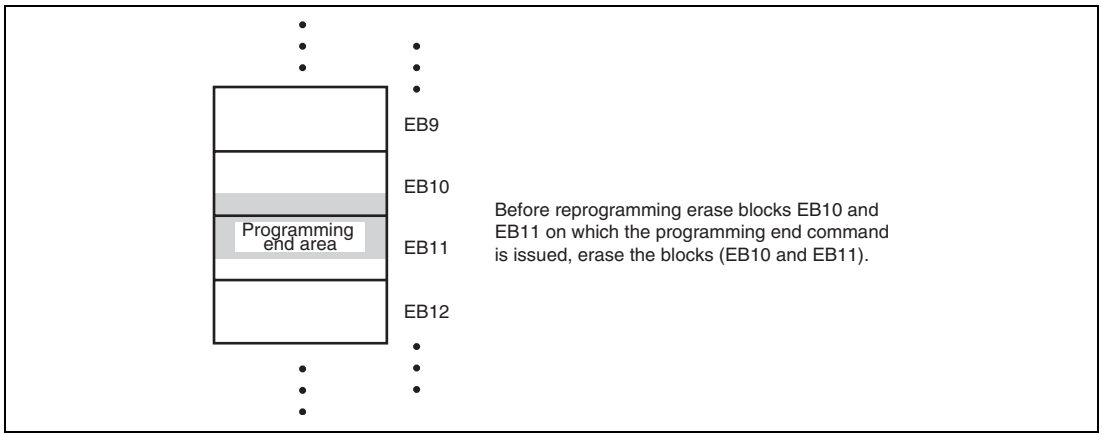 EB9
EB10
Programming
end area
EB11
EB12
Before reprogramming erase blocks EB10 and
EB11 on which the programming end command
is issued, erase the blocks (EB10 and EB11).